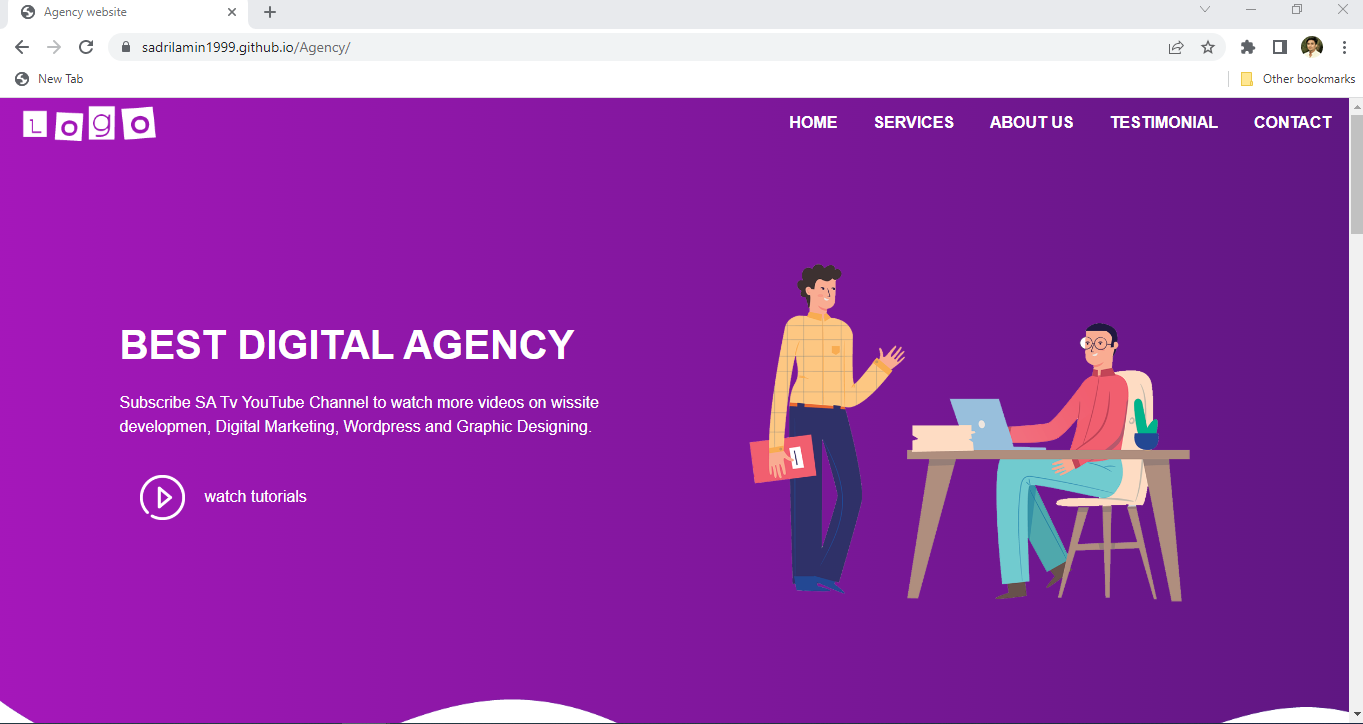 Agency website
sadrilamin1999.github.io/Agency/
New Tab
Other bookmarks
Logo
HOME SERVICES ABOUT US TESTIMONIAL CONTACT
BEST DIGITAL AGENCY
Subscribe SA Tv YouTube Channel to watch more videos on wissite
developmen, Digital Marketing, Wordpress and Graphic Designing.
watch tutorials